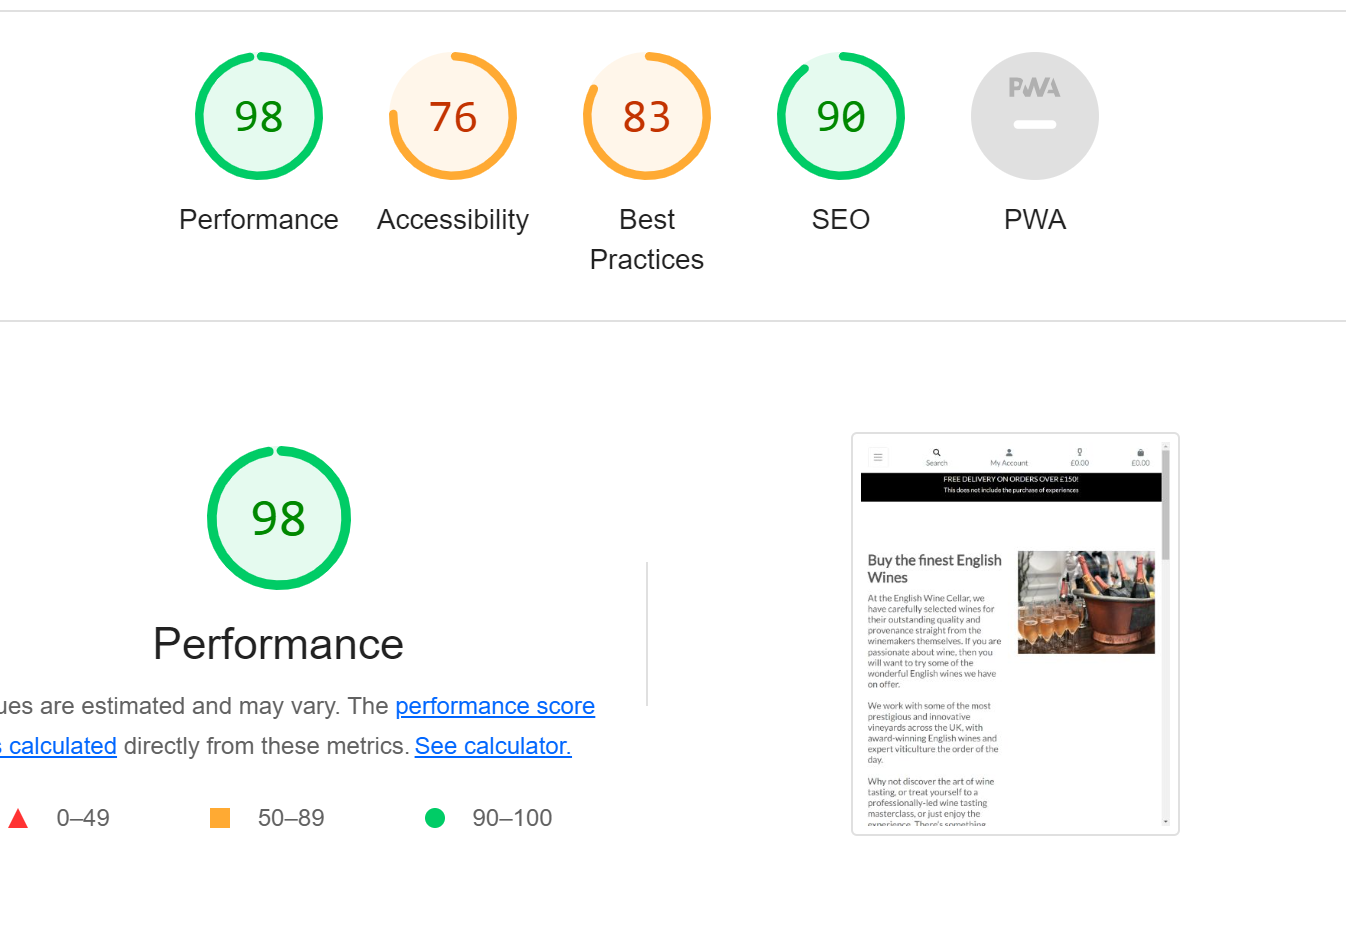 98
76
83
90
PWA
Performance
Accessibility
Best
Practices
SEO
PWA
98
Performance
ues are estimated and may vary. The performance score
s calculated directly from these metrics. See calculator.
0–49
50–89
90–100
Search
My Account
£0.00
£0.00
FREE DELIVERY ON ORDERS OVER £150!
This does not include the purchase of experiences
Buy the finest English
Wines
At the English Wine Cellar, we
have carefully selected wines for
their outstanding quality and
provenance straight from the
winemakers themselves. If you are
passionate about wine, then you
will want to try some of the
wonderful English wines we have
on offer.
We work with some of the most
prestigious and innovative
vineyards across the UK, with
award-winning English wines and
expert viticulture the order of the
day.
Why not discover the art of wine
tasting, or treat yourself to a
professionally-led wine tasting
masterclass, or just enjoy the
experience. There's something